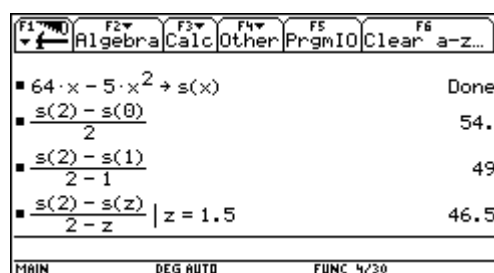 F1 F2 F3 F4 F5 F6
Algebra Calc Other PrgmIO Clear a-z…
▪ 64·x − 5·x² → s(x) Done
▪ s(2) − s(0) / 2 54.
▪ s(2) − s(1) / 2 − 1 49
▪ s(2) − s(z) / 2 − z | z = 1.5 46.5
MAIN DEG AUTO FUNC 4/30